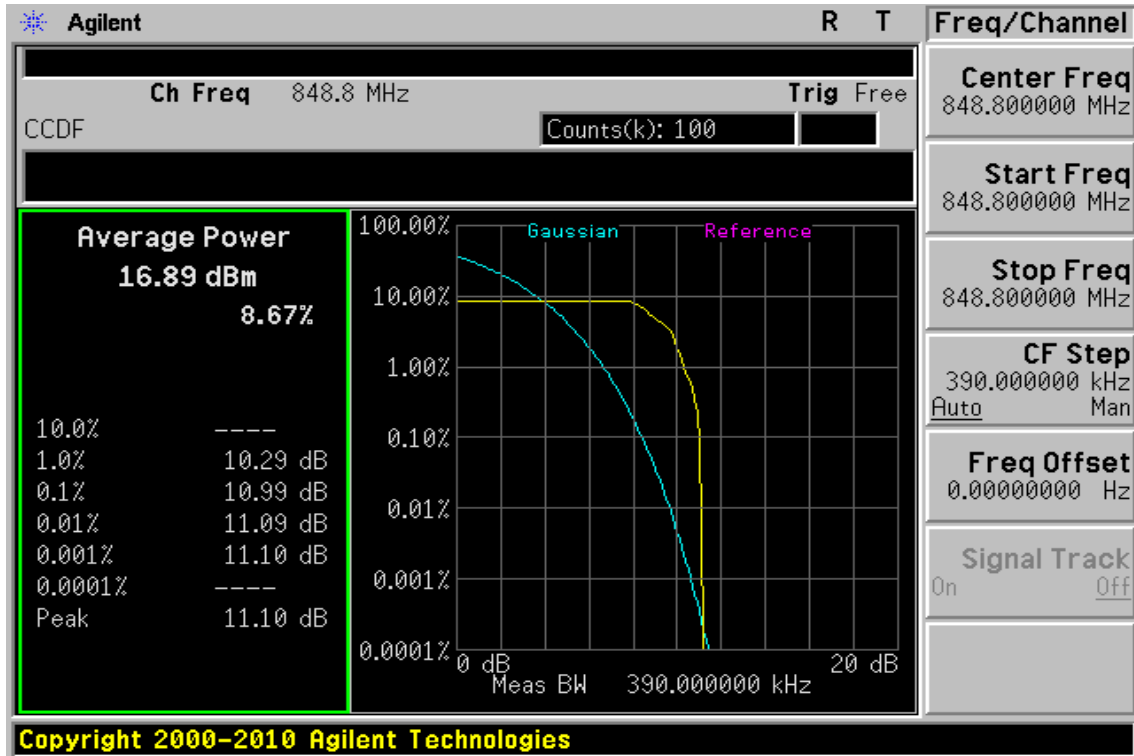 Agilent R T
Ch Freq 848.8 MHz Trig Free
CCDF Counts(k): 100
Average Power
16.89 dBm
8.67%
10.0% ----
1.0% 10.29 dB
0.1% 10.99 dB
0.01% 11.09 dB
0.001% 11.10 dB
0.0001% ----
Peak 11.10 dB
Gaussian Reference
100.00%
10.00%
1.00%
0.10%
0.01%
0.001%
0.0001%
0 dB 20 dB
Meas BW 390.000000 kHz
Freq/Channel
Center Freq
848.800000 MHz
Start Freq
848.800000 MHz
Stop Freq
848.800000 MHz
CF Step
390.000000 kHz
Auto Man
Freq Offset
0.00000000 Hz
Signal Track
On Off
Copyright 2000-2010 Agilent Technologies